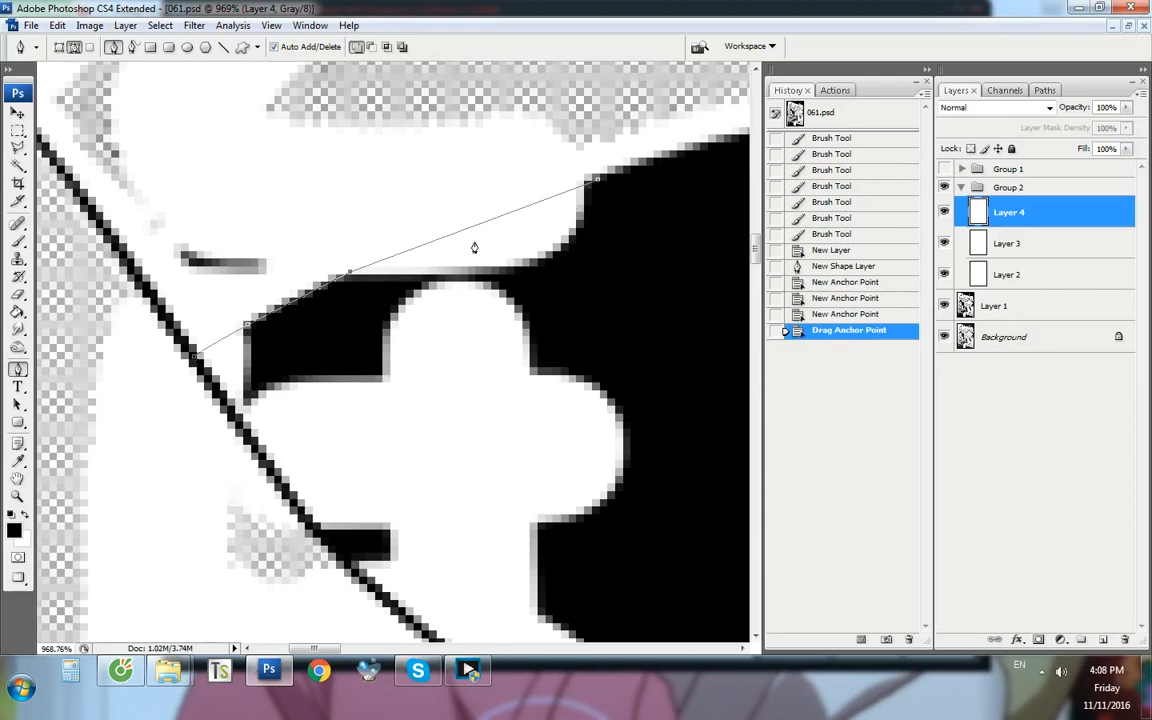 Adobe Photoshop CS4 Extended - [061.psd @ 969% (Layer 4, Gray/8)]
File Edit Image Layer Select Filter Analysis View Window Help
Auto Add/Delete
Workspace
Ps
T
History Actions
061.psd
Brush Tool
Brush Tool
Brush Tool
Brush Tool
Brush Tool
Brush Tool
Brush Tool
New Layer
New Shape Layer
New Anchor Point
New Anchor Point
New Anchor Point
Drag Anchor Point
Layers Channels Paths
Normal Opacity: 100%
Layer Mask Density: 100%
Lock: Fill: 100%
Group 1
Group 2
Layer 4
Layer 3
Layer 2
Layer 1
Background
fx
968.76% Doc: 1.02M/3.74M
TS
Ps
S
EN
4:08 PM
Friday
11/11/2016